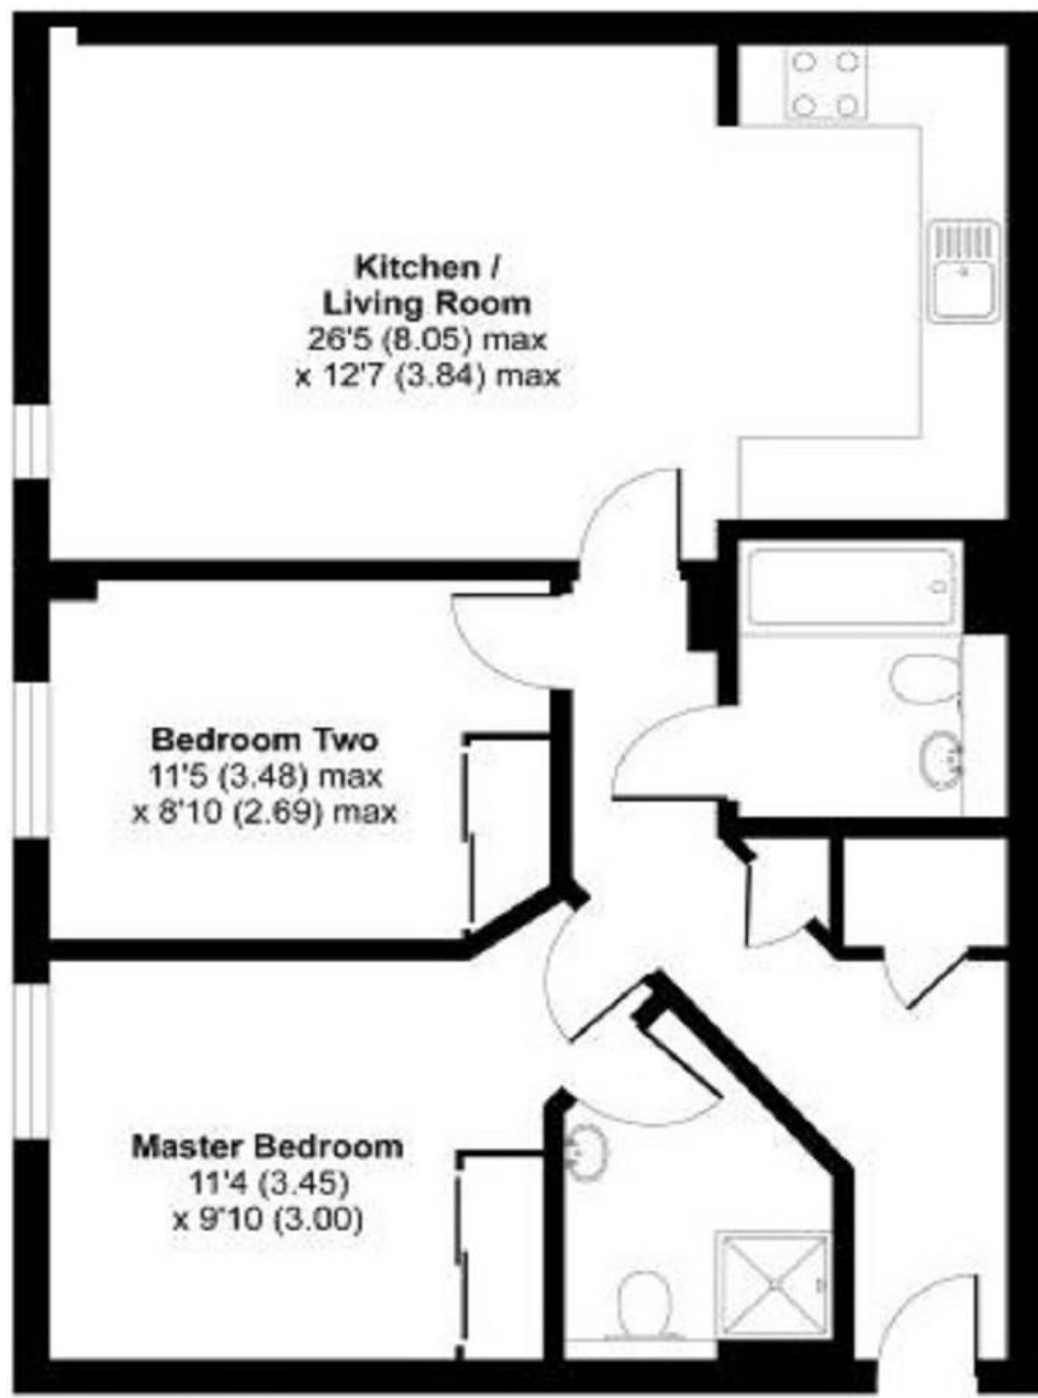 Kitchen /
Living Room
26'5 (8.05) max
x 12'7 (3.84) max
Bedroom Two
11'5 (3.48) max
x 8'10 (2.69) max
Master Bedroom
11'4 (3.45)
x 9'10 (3.00)